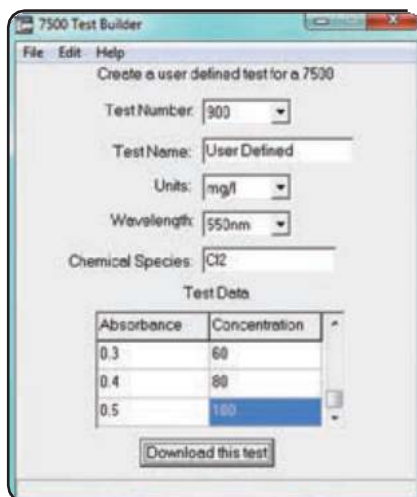 7500 Test Builder
File Edit Help
Create a user defined test for a 7500
Test Number: 900
Test Name: User Defined
Units: mg/l
Wavelength: 550nm
Chemical Species: Cl2
Test Data
Absorbance Concentration
0.3 60
0.4 80
0.5 100
Download this test